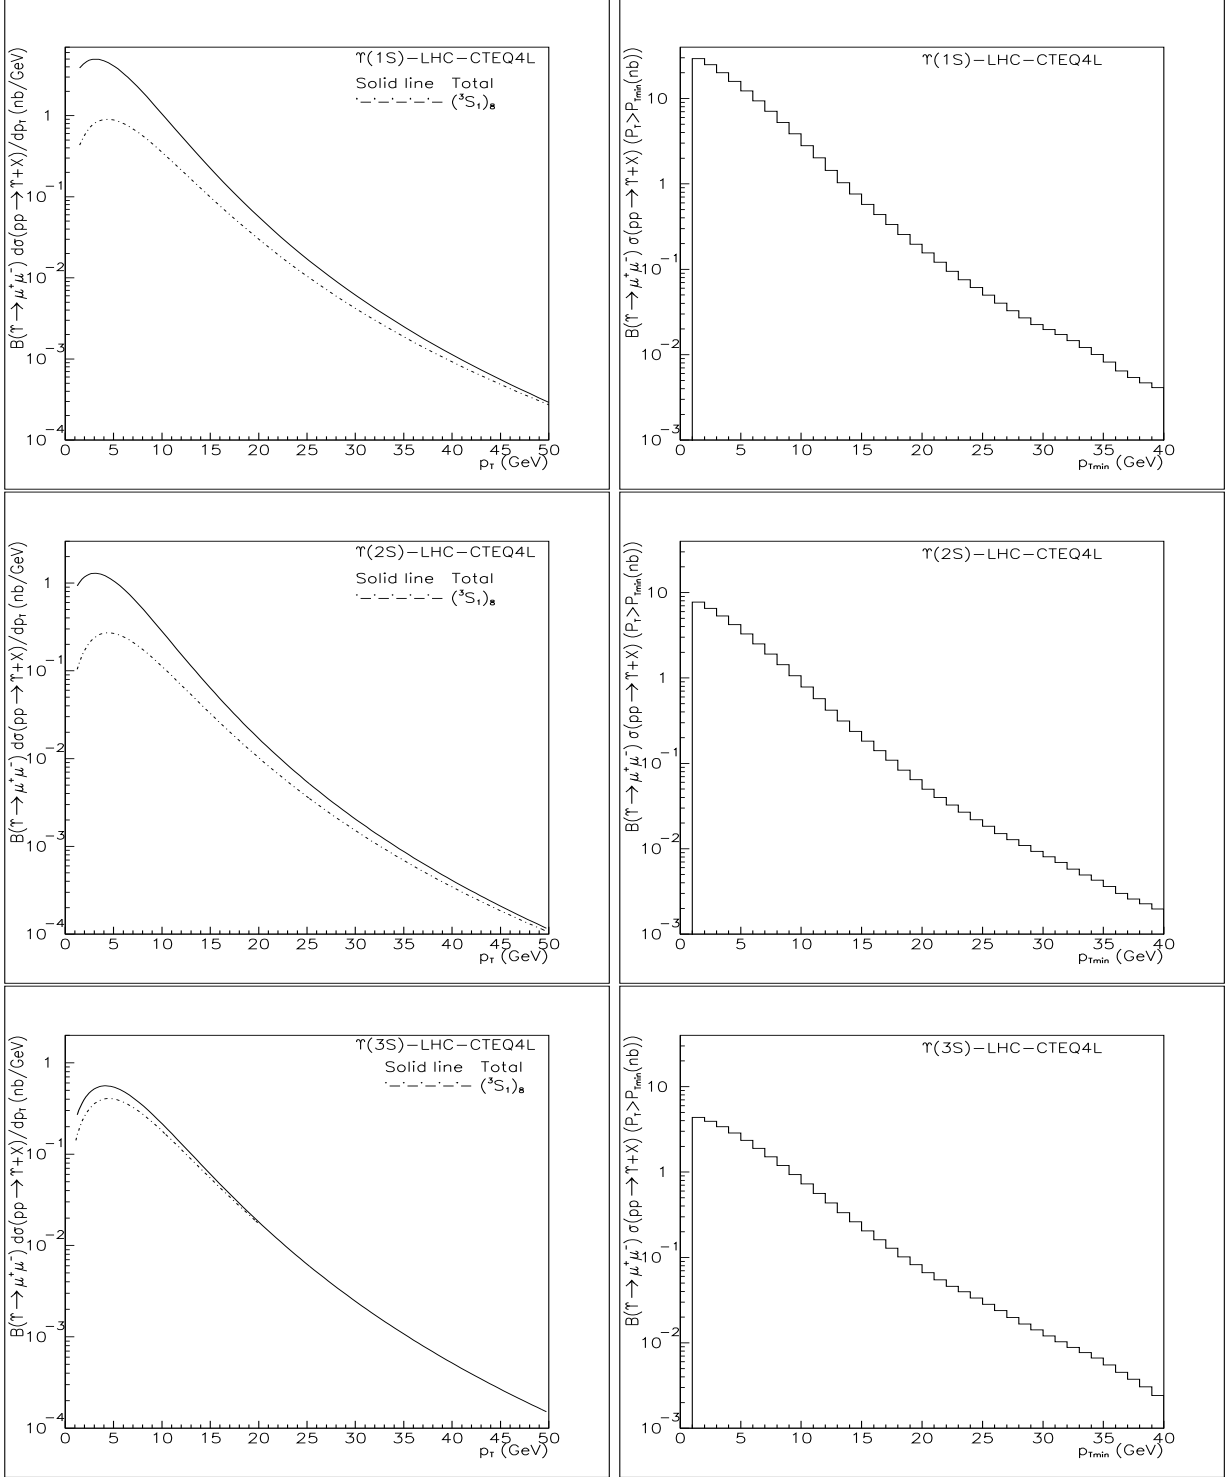 B(ϒ→μ⁺μ⁻) dσ(pp→ϒ+X)/dp_T (nb/GeV)
ϒ(1S)−LHC−CTEQ4L
Solid line Total
(³S₁)₈
1
10⁻¹
10⁻²
10⁻³
10⁻⁴
0 5 10 15 20 25 30 35 40 45 50
p_T (GeV)
B(ϒ→μ⁺μ⁻) σ(pp→ϒ+X) (P_T>P_Tmin(nb))
ϒ(1S)−LHC−CTEQ4L
10
1
10⁻¹
10⁻²
10⁻³
0 5 10 15 20 25 30 35 40
p_Tmin (GeV)
B(ϒ→μ⁺μ⁻) dσ(pp→ϒ+X)/dp_T (nb/GeV)
ϒ(2S)−LHC−CTEQ4L
Solid line Total
(³S₁)₈
1
10⁻¹
10⁻²
10⁻³
10⁻⁴
0 5 10 15 20 25 30 35 40 45 50
p_T (GeV)
B(ϒ→μ⁺μ⁻) σ(pp→ϒ+X) (P_T>P_Tmin(nb))
ϒ(2S)−LHC−CTEQ4L
10
1
10⁻¹
10⁻²
10⁻³
0 5 10 15 20 25 30 35 40
p_Tmin (GeV)
B(ϒ→μ⁺μ⁻) dσ(pp→ϒ+X)/dp_T (nb/GeV)
ϒ(3S)−LHC−CTEQ4L
Solid line Total
(³S₁)₈
1
10⁻¹
10⁻²
10⁻³
10⁻⁴
0 5 10 15 20 25 30 35 40 45 50
p_T (GeV)
B(ϒ→μ⁺μ⁻) σ(pp→ϒ+X) (P_T>P_Tmin(nb))
ϒ(3S)−LHC−CTEQ4L
10
1
10⁻¹
10⁻²
10⁻³
0 5 10 15 20 25 30 35 40
p_Tmin (GeV)